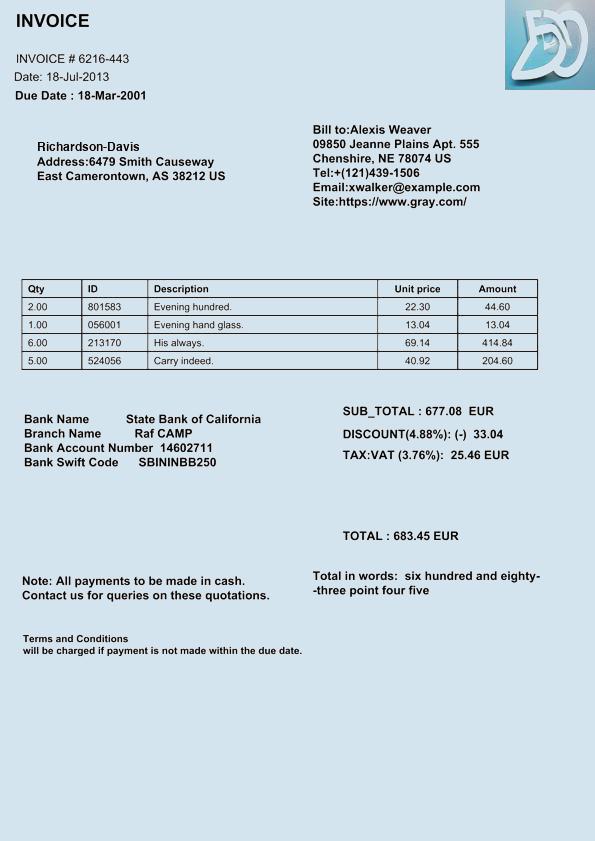 INVOICE
INVOICE # 6216-443
Date: 18-Jul-2013
Due Date : 18-Mar-2001
Richardson-Davis
Address:6479 Smith Causeway
East Camerontown, AS 38212 US
Bill to:Alexis Weaver
09850 Jeanne Plains Apt. 555
Chenshire, NE 78074 US
Tel:+(121)439-1506
Email:xwalker@example.com
Site:https://www.gray.com/
Qty ID Description Unit price Amount
2.00 801583 Evening hundred. 22.30 44.60
1.00 056001 Evening hand glass. 13.04 13.04
6.00 213170 His always. 69.14 414.84
5.00 524056 Carry indeed. 40.92 204.60
Bank Name State Bank of California
Branch Name Raf CAMP
Bank Account Number 14602711
Bank Swift Code SBININBB250
SUB_TOTAL : 677.08 EUR
DISCOUNT(4.88%): (-) 33.04
TAX:VAT (3.76%): 25.46 EUR
TOTAL : 683.45 EUR
Note: All payments to be made in cash.
Contact us for queries on these quotations.
Total in words: six hundred and eighty-
-three point four five
Terms and Conditions
will be charged if payment is not made within the due date.